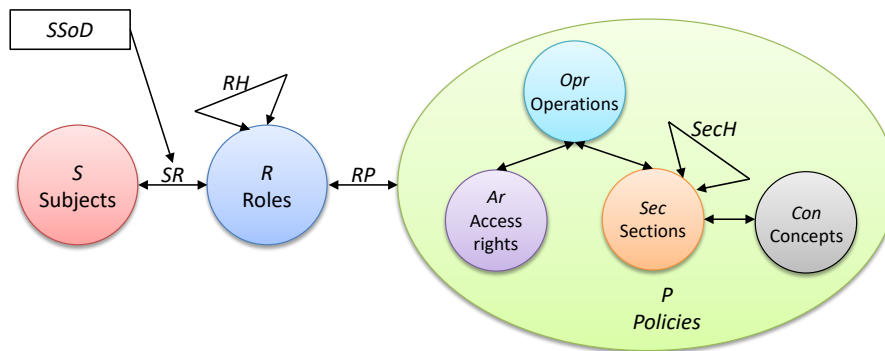 SSoD
RH
S
Subjects
SR
R
Roles
RP
Opr
Operations
SecH
Ar
Access
rights
Sec
Sections
Con
Concepts
P
Policies